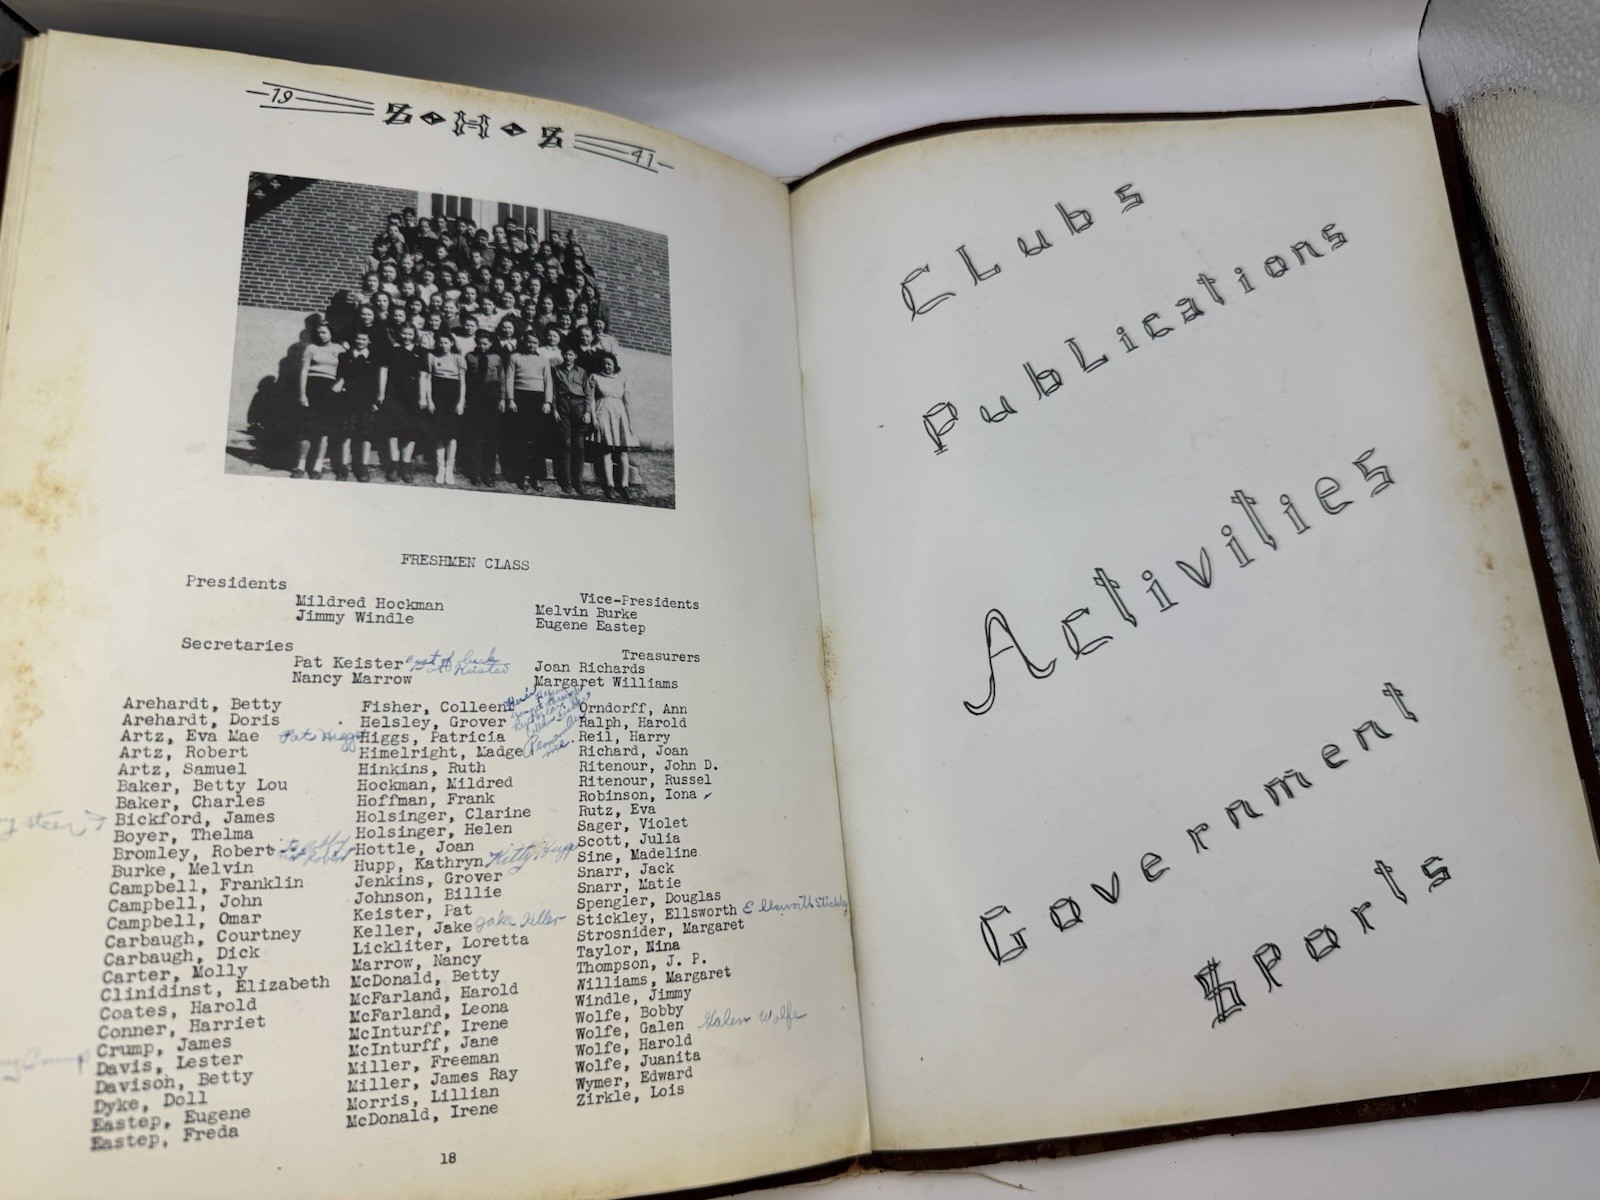 19 S•H•S 41
FRESHMEN CLASS
Presidents
Mildred Hockman
Jimmy Windle
Vice-Presidents
Melvin Burke
Eugene Eastep
Secretaries
Pat Keister
Nancy Marrow
Treasurers
Joan Richards
Margaret Williams
Arehardt, Betty
Arehardt, Doris
Artz, Eva Mae
Artz, Robert
Artz, Samuel
Baker, Betty Lou
Baker, Charles
Bickford, James
Boyer, Thelma
Bromley, Robert
Burke, Melvin
Campbell, Franklin
Campbell, John
Campbell, Omar
Carbaugh, Courtney
Carbaugh, Dick
Carter, Molly
Clinidinst, Elizabeth
Coates, Harold
Conner, Harriet
Crump, James
Davis, Lester
Davison, Betty
Dyke, Doll
Eastep, Eugene
Eastep, Freda
Fisher, Colleen
Helsley, Grover
Pat Higgs Higgs, Patricia
Himelright, Madge
Hinkins, Ruth
Hockman, Mildred
Hoffman, Frank
Holsinger, Clarine
Holsinger, Helen
Hottle, Joan
Hupp, Kathryn Kitty Hupp
Jenkins, Grover
Johnson, Billie
Keister, Pat
Keller, Jake Jake Keller
Lickliter, Loretta
Marrow, Nancy
McDonald, Betty
McFarland, Harold
McFarland, Leona
McInturff, Irene
McInturff, Jane
Miller, Freeman
Miller, James Ray
Morris, Lillian
McDonald, Irene
Orndorff, Ann
Ralph, Harold
Reil, Harry
Richard, Joan
Ritenour, John D.
Ritenour, Russel
Robinson, Iona
Rutz, Eva
Sager, Violet
Scott, Julia
Sine, Madeline
Snarr, Jack
Snarr, Matie
Spengler, Douglas
Stickley, Ellsworth Ellsworth Stickley
Strosnider, Margaret
Taylor, Nina
Thompson, J. P.
Williams, Margaret
Windle, Jimmy
Wolfe, Bobby
Wolfe, Galen Galen Wolfe
Wolfe, Harold
Wolfe, Juanita
Wymer, Edward
Zirkle, Lois
18
Clubs
Publications
Activities
Government
Sports